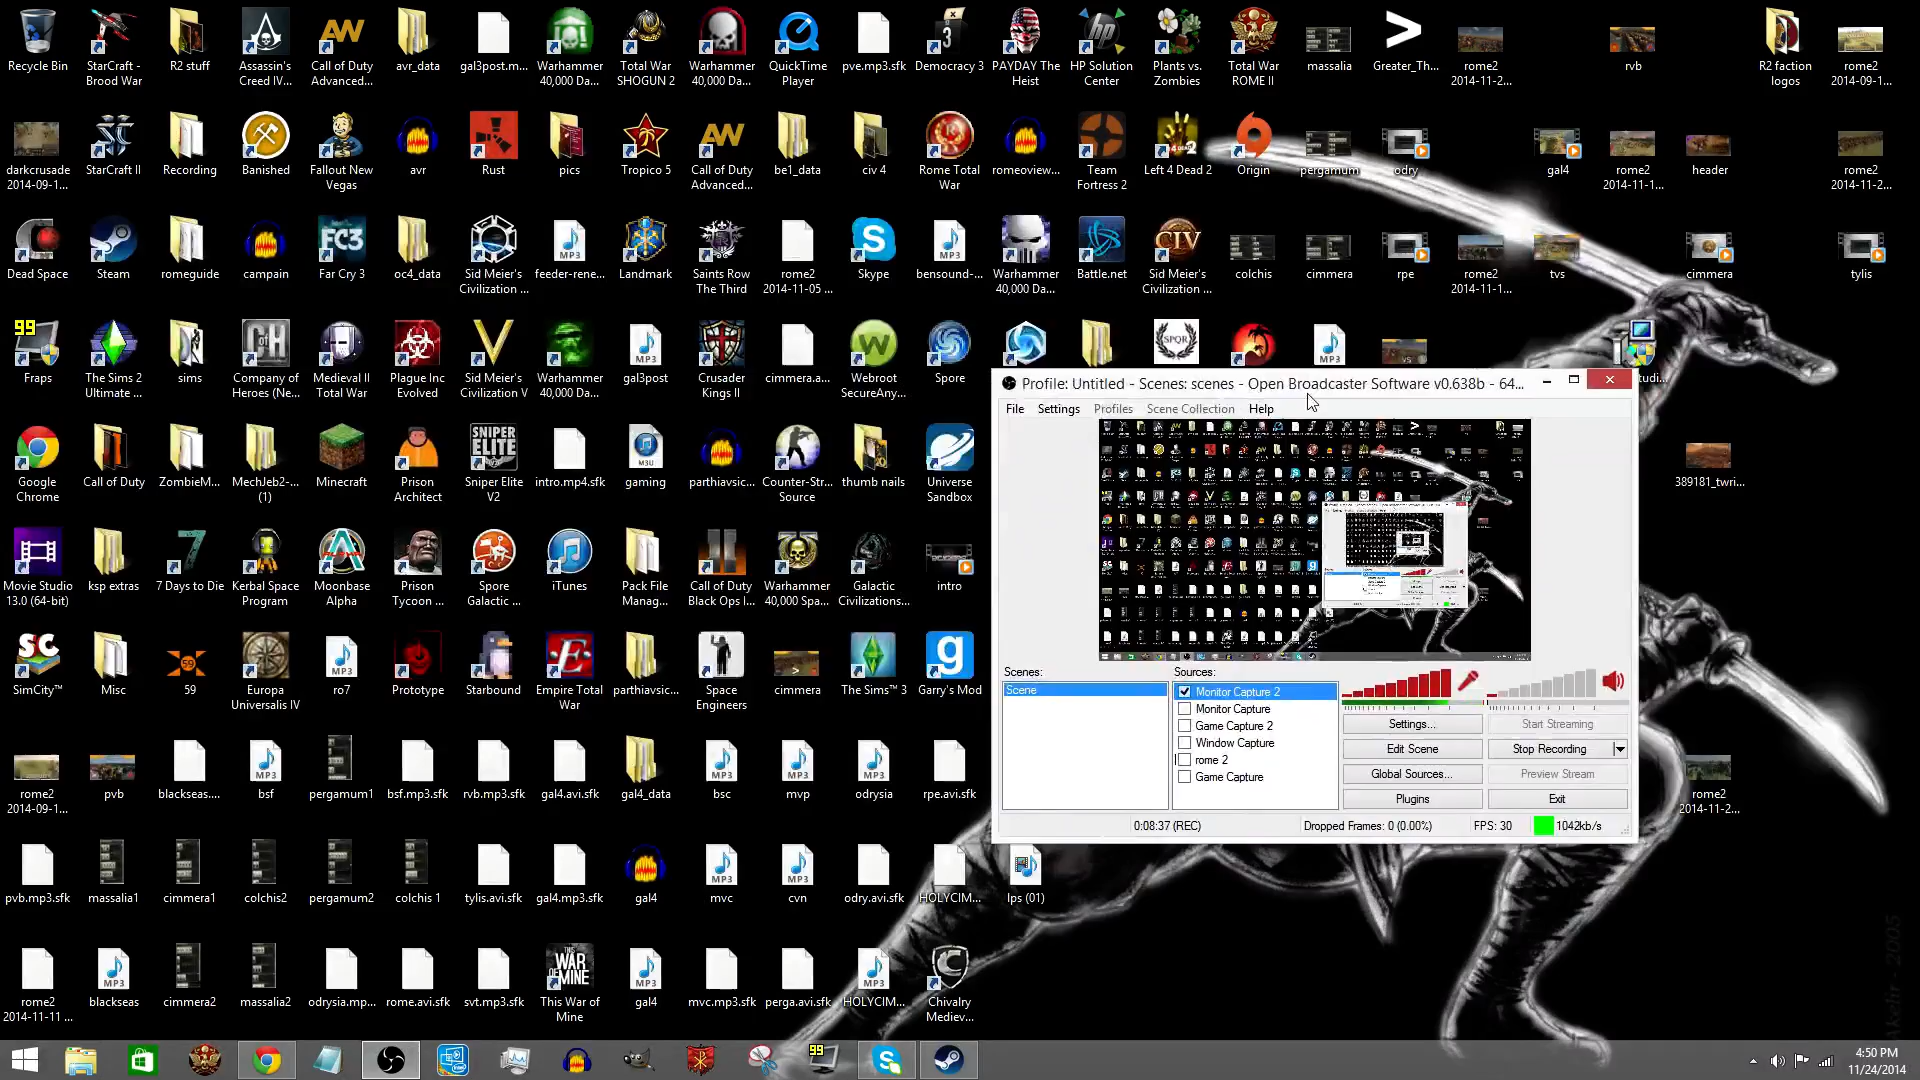 Recycle Bin
StarCraft -
Brood War
R2 stuff
Assassin's
Creed IV...
Call of Duty
Advanced...
avr_data
gal3post.m...
Warhammer
40,000 Da...
Total War
SHOGUN 2
Warhammer
40,000 Da...
QuickTime
Player
pve.mp3.sfk
Democracy 3
PAYDAY The
Heist
HP Solution
Center
Plants vs.
Zombies
Total War
ROME II
massalia
Greater_Th...
rome2
2014-11-2...
rvb
R2 faction
logos
rome2
2014-09-1...
darkcrusade
2014-09-1...
StarCraft II
Recording
Banished
Fallout New
Vegas
avr
Rust
pics
Tropico 5
Call of Duty
Advanced...
be1_data
civ 4
Rome Total
War
romeoview...
Team
Fortress 2
Left 4 Dead 2
Origin
pergamum
odry
gal4
rome2
2014-11-1...
header
rome2
2014-11-2...
Dead Space
Steam
romeguide
campain
Far Cry 3
oc4_data
Sid Meier's
Civilization ...
feeder-rene...
Landmark
Saints Row
The Third
rome2
2014-11-05 ...
Skype
bensound-...
Warhammer
40,000 Da...
Battle.net
Sid Meier's
Civilization ...
colchis
cimmera
rpe
rome2
2014-11-1...
tvs
cimmera
tylis
Fraps
The Sims 2
Ultimate ...
sims
Company of
Heroes (Ne...
Medieval II
Total War
Plague Inc
Evolved
Sid Meier's
Civilization V
Warhammer
40,000 Da...
gal3post
Crusader
Kings II
cimmera.a...
Webroot
SecureAny...
Spore
Google
Chrome
Call of Duty
ZombieM...
MechJeb2-...
(1)
Minecraft
Prison
Architect
Sniper Elite
V2
intro.mp4.sfk
gaming
parthiavsic...
Counter-Str...
Source
thumb nails
Universe
Sandbox
389181_twri...
Movie Studio
13.0 (64-bit)
ksp extras
7 Days to Die
Kerbal Space
Program
Moonbase
Alpha
Prison
Tycoon ...
Spore
Galactic ...
iTunes
Pack File
Manag...
Call of Duty
Black Ops I...
Warhammer
40,000 Spa...
Galactic
Civilizations...
intro
SimCity™
Misc
59
Europa
Universalis IV
ro7
Prototype
Starbound
Empire Total
War
parthiavsic...
Space
Engineers
cimmera
The Sims™ 3
Garry's Mod
rome2
2014-09-1...
pvb
blackseas....
bsf
pergamum1
bsf.mp3.sfk
rvb.mp3.sfk
gal4.avi.sfk
gal4_data
bsc
mvp
odrysia
rpe.avi.sfk
rome2
2014-11-2...
pvb.mp3.sfk
massalia1
cimmera1
colchis2
pergamum2
colchis 1
tylis.avi.sfk
gal4.mp3.sfk
gal4
mvc
cvn
odry.avi.sfk
HOLYCIM...
lps (01)
rome2
2014-11-11 ...
blackseas
cimmera2
massalia2
odrysia.mp...
rome.avi.sfk
svt.mp3.sfk
This War of
Mine
gal4
mvc.mp3.sfk
perga.avi.sfk
HOLYCIM...
Chivalry
Mediev...
Profile: Untitled - Scenes: scenes - Open Broadcaster Software v0.638b - 64...
File Settings Profiles Scene Collection Help
Scenes:
Scene
Sources:
Monitor Capture 2
Monitor Capture
Game Capture 2
Window Capture
rome 2
Game Capture
Settings... Start Streaming
Edit Scene Stop Recording
Global Sources... Preview Stream
Plugins Exit
0:08:37 (REC) Dropped Frames: 0 (0.00%) FPS: 30 1042kb/s
4:50 PM
11/24/2014